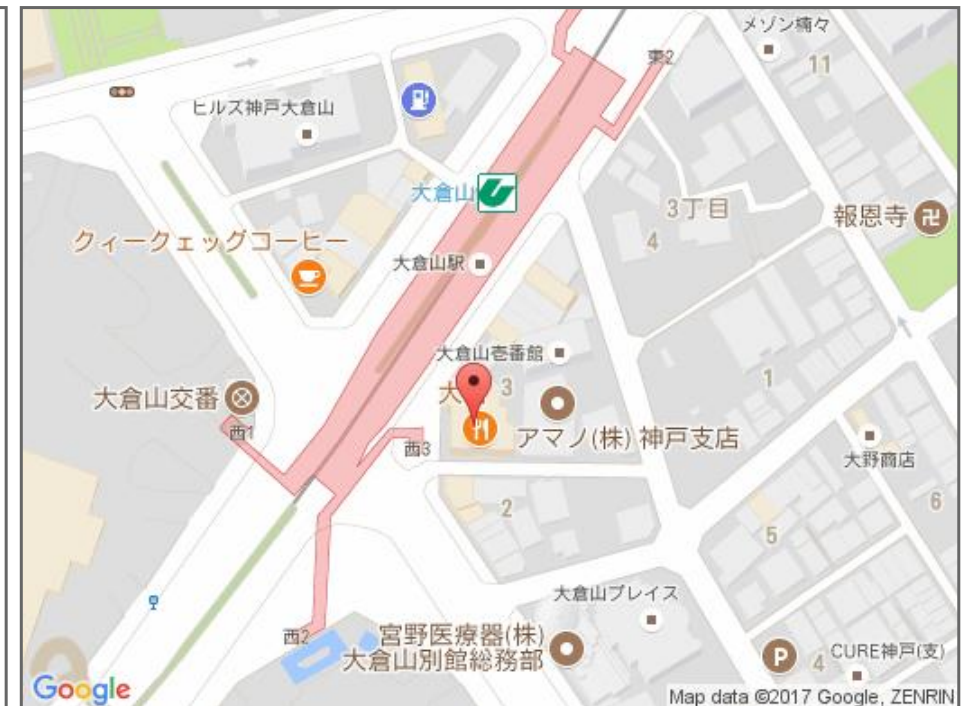 メゾン楠々
東2
11
ヒルズ神戸大倉山
大倉山
3丁目
報恩寺
4
クィークェッグコーヒー
大倉山駅
大倉山壱番館
1
大
3
大倉山交番
アマノ(株) 神戸支店
西1
西3
大野商店
6
2
5
大倉山プレイス
西2
宮野医療器(株)
大倉山別館総務部
P
4
CURE神戸(支)
Google
Map data ©2017 Google, ZENRIN